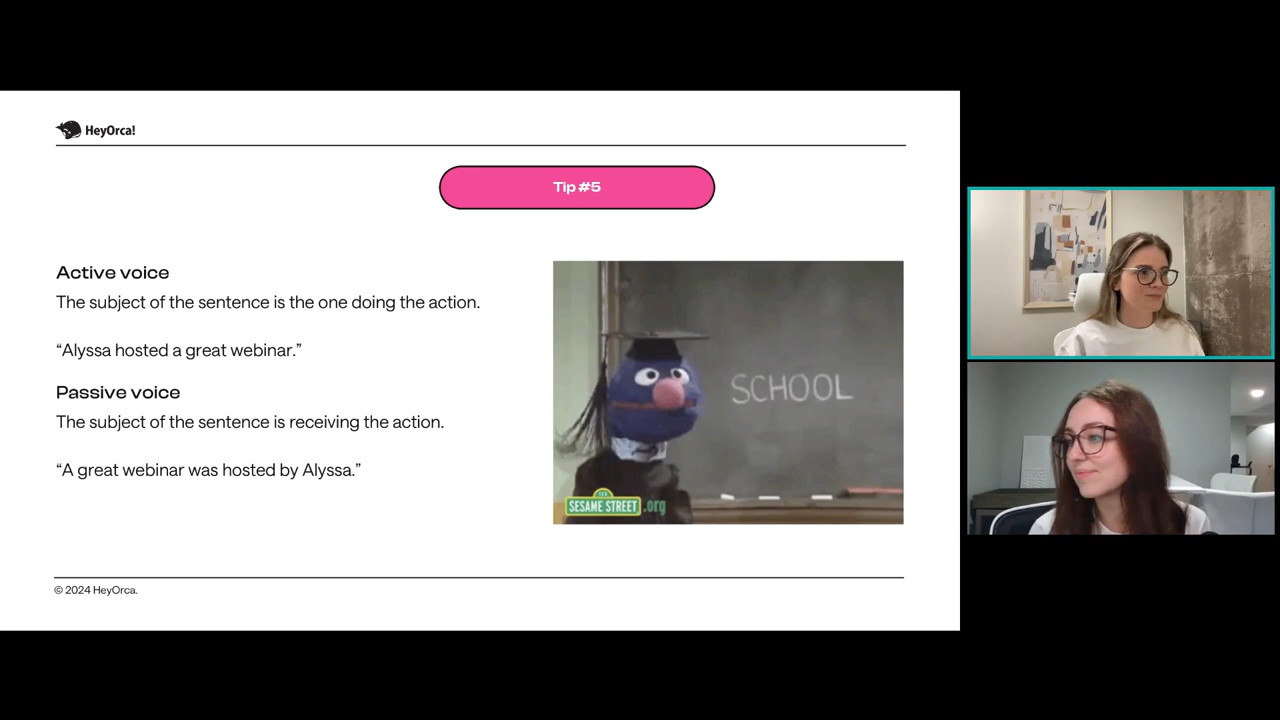 HeyOrca!
Tip #5
Active voice
The subject of the sentence is the one doing the action.
“Alyssa hosted a great webinar.”
Passive voice
The subject of the sentence is receiving the action.
“A great webinar was hosted by Alyssa.”
SCHOOL
123
SESAME STREET.org
© 2024 HeyOrca.